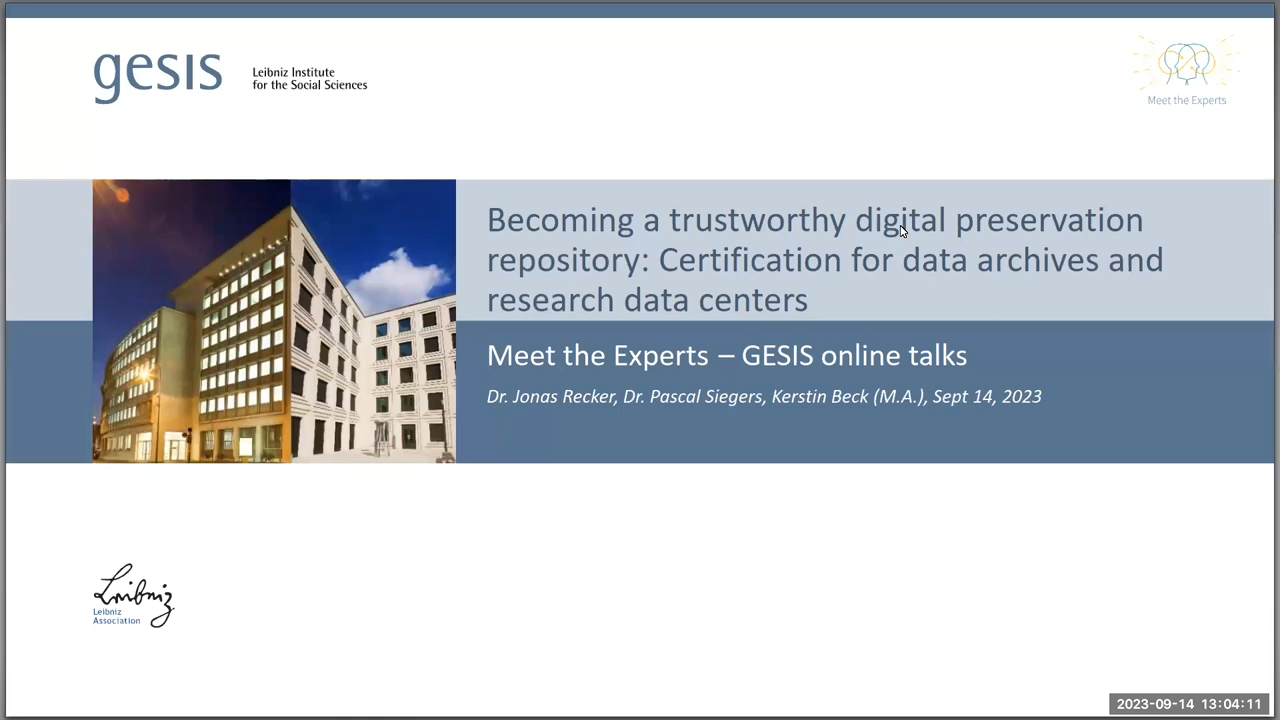 gesis
Leibniz Institute
for the Social Sciences
Meet the Experts
Becoming a trustworthy digital preservation
repository: Certification for data archives and
research data centers
Meet the Experts – GESIS online talks
Dr. Jonas Recker, Dr. Pascal Siegers, Kerstin Beck (M.A.), Sept 14, 2023
Leibniz
Leibniz
Association
2023-09-14 13:04:11